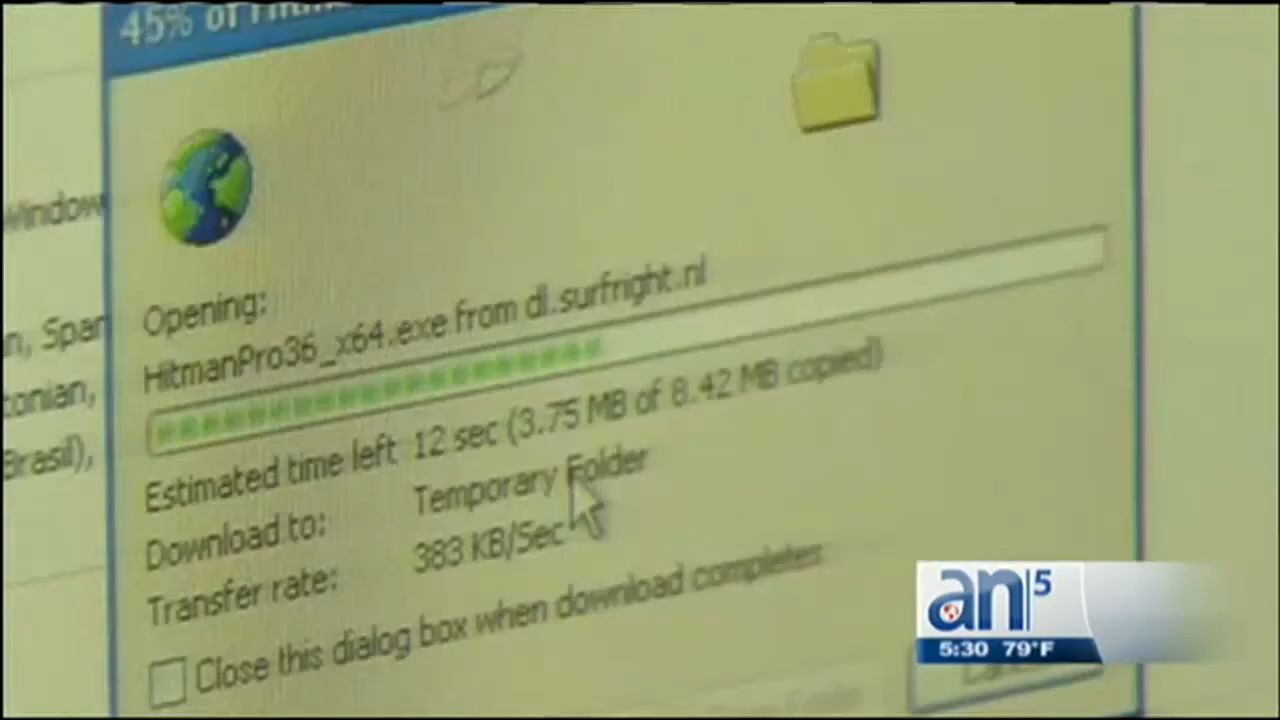 45% of
Window
n, Span
tonian,
Brasil),
Opening:
HitmanPro36_x64.exe from dl.surfright.nl
Estimated time left 12 sec (3.75 MB of 8.42 MB copied)
Download to: Temporary Folder
Transfer rate: 383 KB/Sec
Close this dialog box when download completes
an 5
5:30 79°F